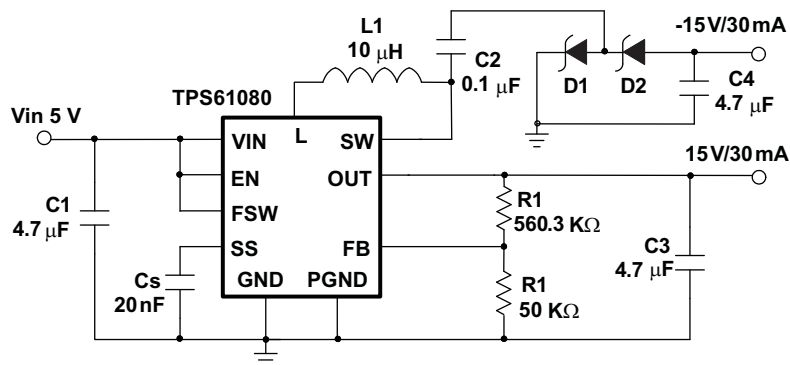 L1
10 μH
C2
0.1 μF
-15V/30mA
D1
D2
C4
4.7 μF
TPS61080
Vin 5 V
L
VIN
SW
15V/30mA
EN
OUT
C1
4.7 μF
FSW
R1
560.3 KΩ
SS
FB
C3
4.7 μF
Cs
20nF
GND
PGND
R1
50 KΩ